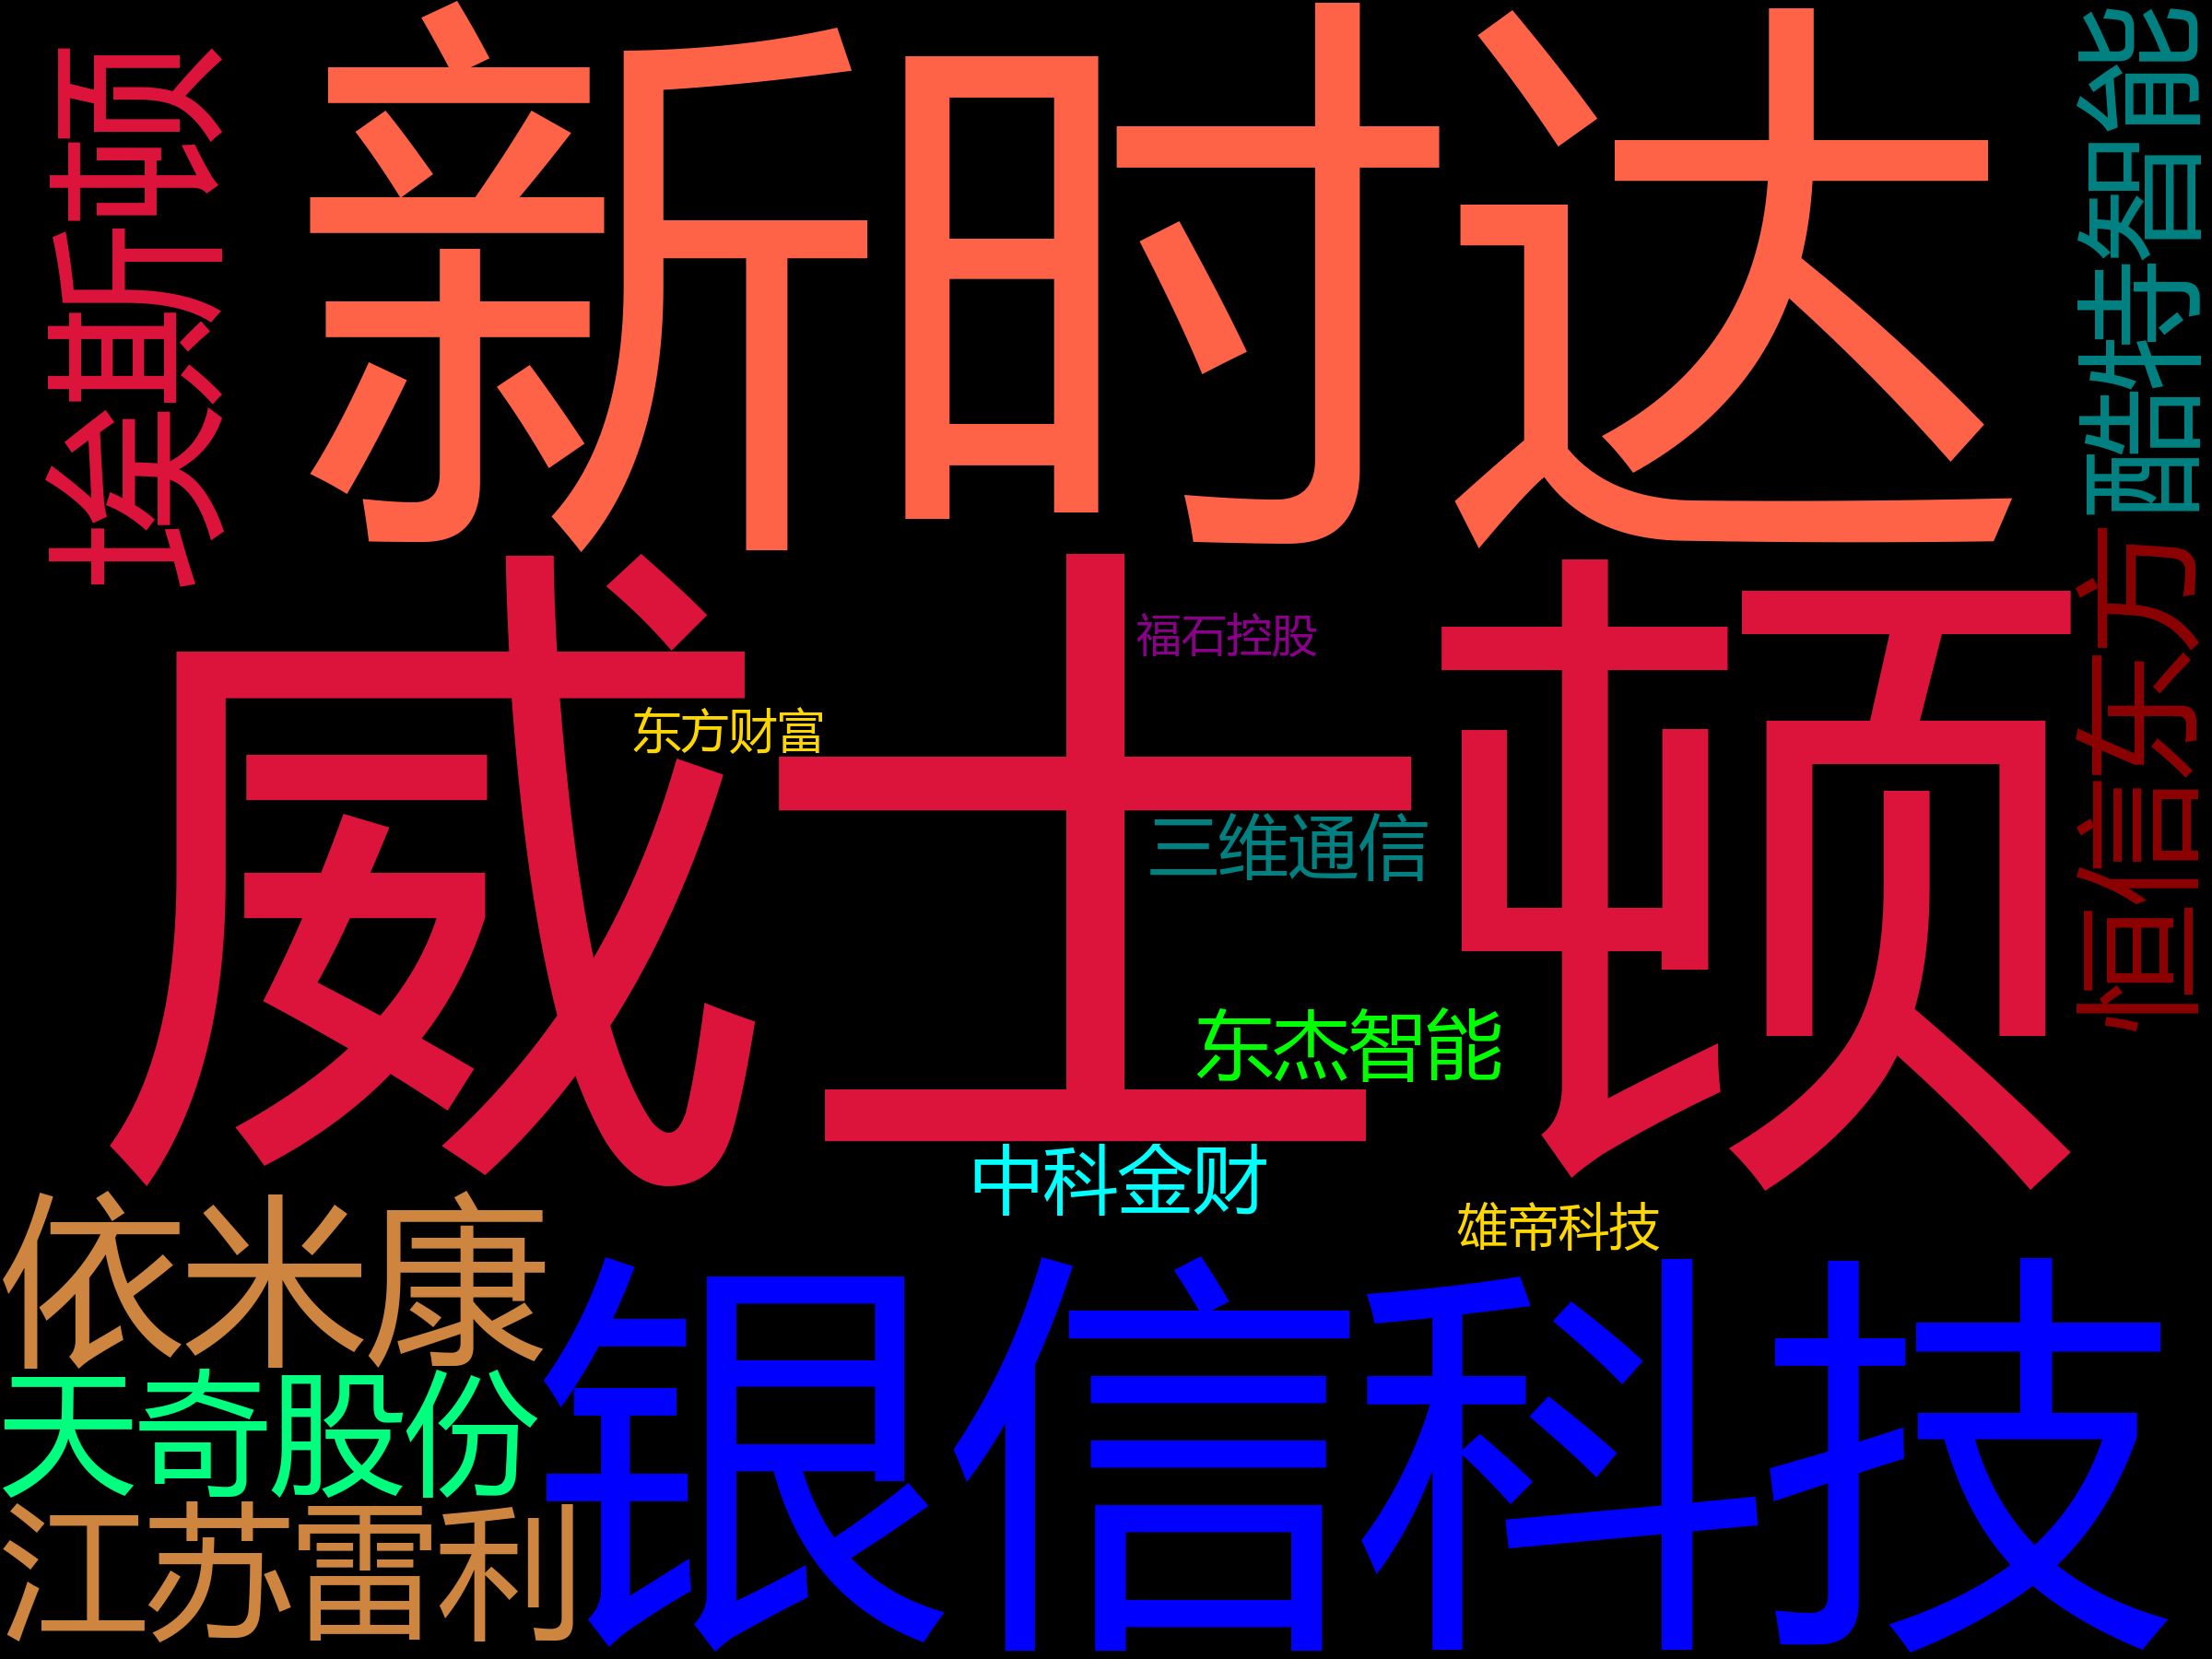 新时达
埃斯顿
酷特智能
威士顿
福石控股
东方财富
三维通信
恒信东方
东杰智能
中科金财
雄帝科技
依米康
银信科技
天奇股份
江苏雷利